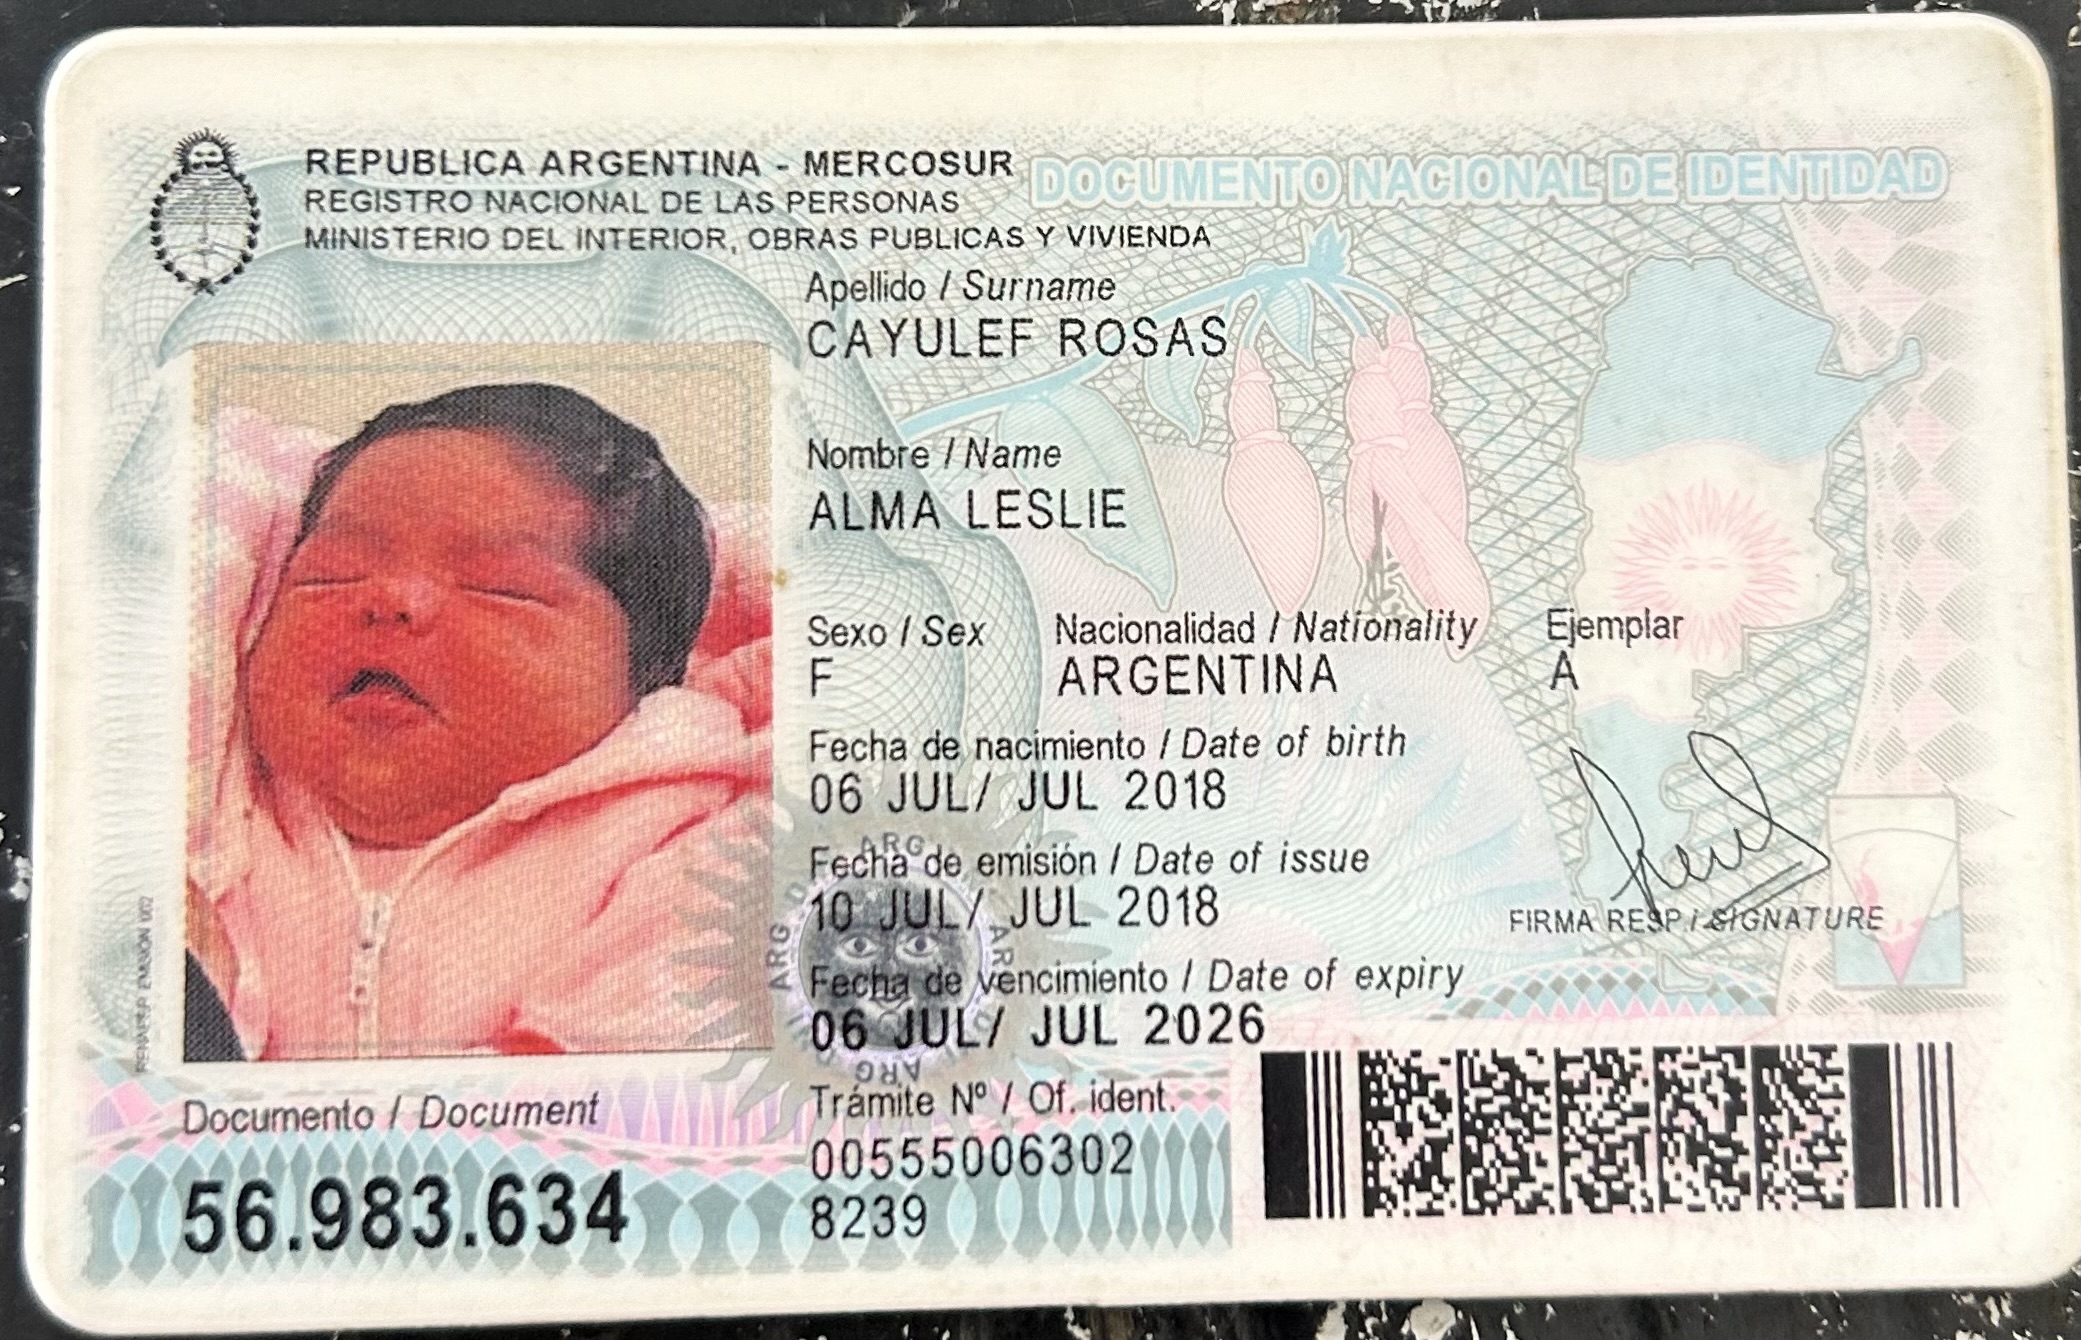 REPUBLICA ARGENTINA - MERCOSUR
DOCUMENTO NACIONAL DE IDENTIDAD
REGISTRO NACIONAL DE LAS PERSONAS
MINISTERIO DEL INTERIOR, OBRAS PUBLICAS Y VIVIENDA
Apellido / Surname
CAYULEF ROSAS
Nombre / Name
ALMA LESLIE
Sexo / Sex Nacionalidad / Nationality Ejemplar
F ARGENTINA A
Fecha de nacimiento / Date of birth
06 JUL/ JUL 2018
Fecha de emisión / Date of issue
10 JUL/ JUL 2018
FIRMA RESP./ SIGNATURE
Fecha de vencimiento / Date of expiry
06 JUL/ JUL 2026
Documento / Document
56.983.634
Trámite Nº / Of. ident.
00555006302
8239
ARG
ARG
ARG
ARG